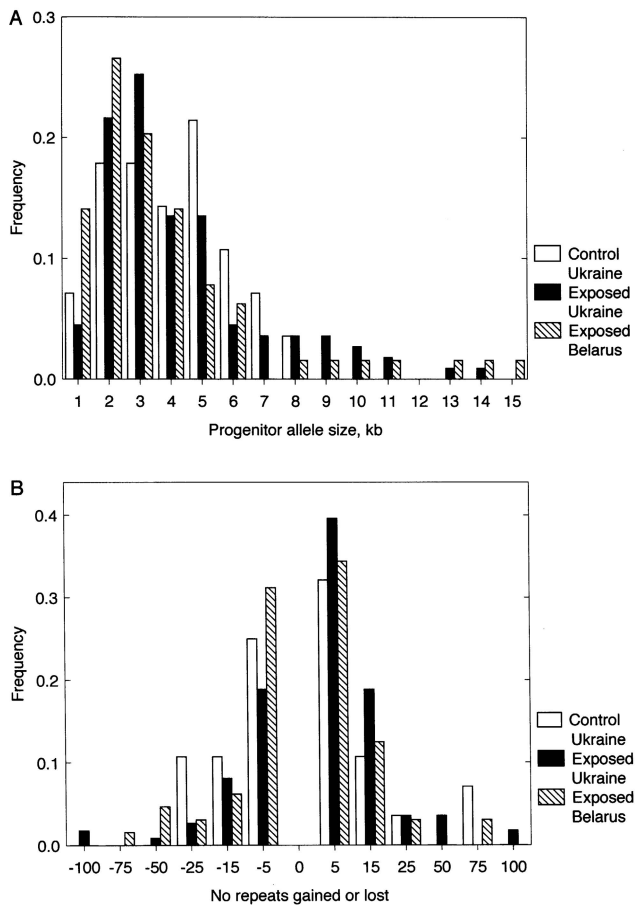 A
0.3
0.2
0.1
0.0
Frequency
1 2 3 4 5 6 7 8 9 10 11 12 13 14 15
Progenitor allele size, kb
Control
Ukraine
Exposed
Ukraine
Exposed
Belarus
B
0.4
0.3
0.2
0.1
0.0
Frequency
-100 -75 -50 -25 -15 -5 0 5 15 25 50 75 100
No repeats gained or lost
Control
Ukraine
Exposed
Ukraine
Exposed
Belarus